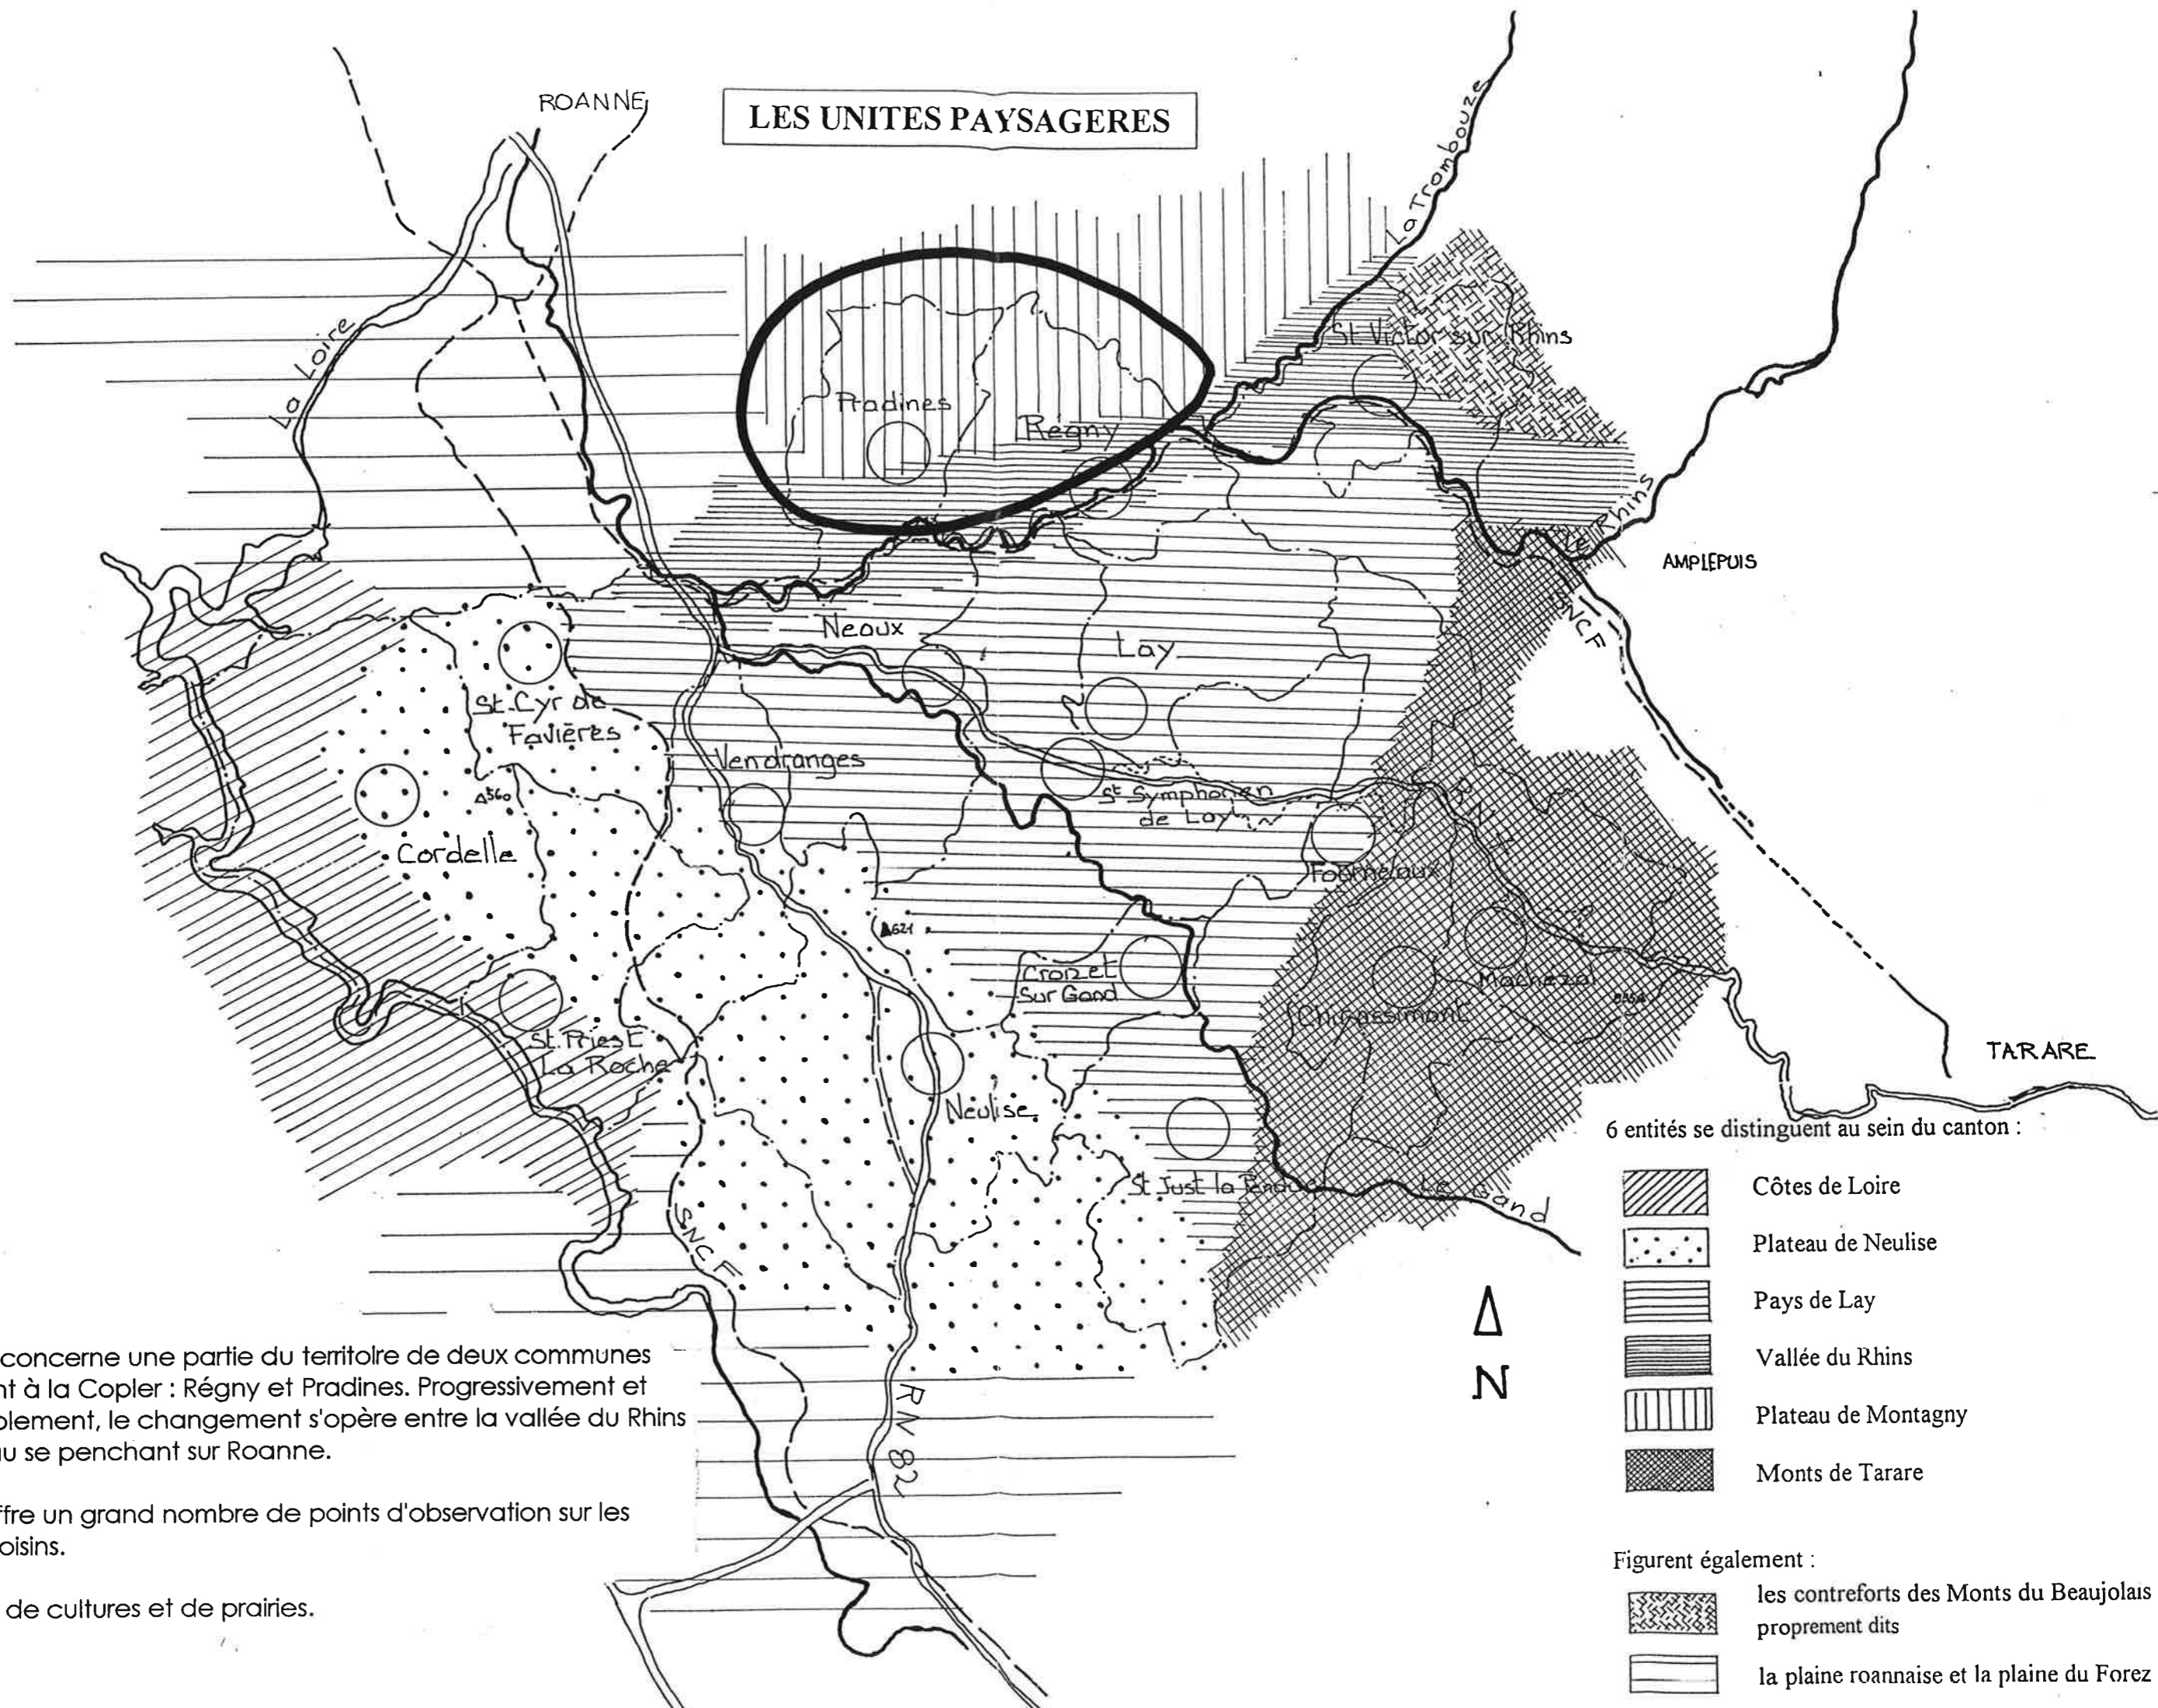 LES UNITES PAYSAGERES
ROANNE
La Trombouze
La Loire
St Victor sur Rhins
Pradines
Régny
Le Rhins
AMPLEPUIS
SNCF
Neaux
Lay
St. Cyr de
Favières
Vendranges
560
St Symphorien
de Lay
Cordelle
Fourneaux
621
Croizet
Sur Gand
Machezal
Chirassimont
St. Priest
La Roche
TARARE
Neulise
St Just la Pendue
Le Gand
SNCF
RN 82
N
6 entités se distinguent au sein du canton :
Côtes de Loire
Plateau de Neulise
Pays de Lay
Vallée du Rhins
Plateau de Montagny
Monts de Tarare
Figurent également :
les contreforts des Monts du Beaujolais
proprement dits
la plaine roannaise et la plaine du Forez
concerne une partie du territoire de deux communes
nt à la Copler : Régny et Pradines. Progressivement et
blement, le changement s'opère entre la vallée du Rhins
au se penchant sur Roanne.
ffre un grand nombre de points d'observation sur les
oisins.
de cultures et de prairies.